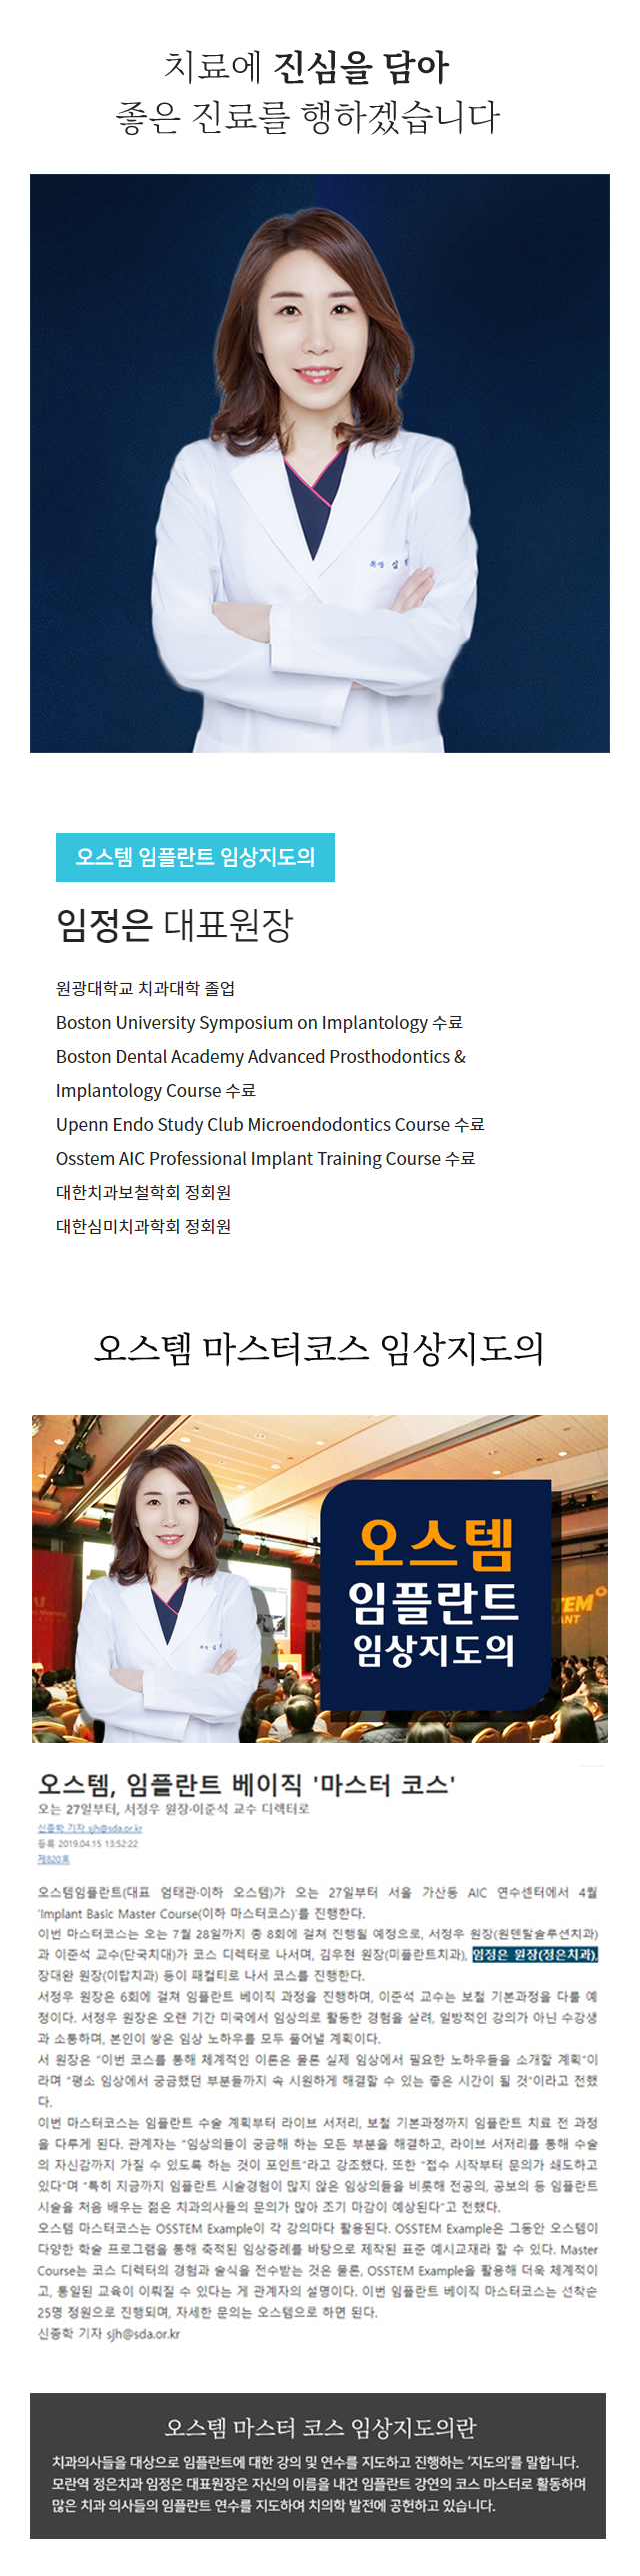 치료에 진심을 담아
좋은 진료를 행하겠습니다
오스템 임플란트 임상지도의
임정은 대표원장
원광대학교 치과대학 졸업
Boston University Symposium on Implantology 수료
Boston Dental Academy Advanced Prosthodontics &
Implantology Course 수료
Upenn Endo Study Club Microendodontics Course 수료
Osstem AIC Professional Implant Training Course 수료
대한치과보철학회 정회원
대한심미치과학회 정회원
오스템 마스터코스 임상지도의
오스템
임플란트
임상지도의
오스템, 임플란트 베이직 '마스터 코스'
오는 27일부터, 서정우 원장·이준석 교수 디렉터로
신종학 기자 sjh@sda.or.kr
등록 2019.04.15 13:52:22
제820호
오스템임플란트(대표 엄태관·이하 오스템)가 오는 27일부터 서울 가산동 AIC 연수센터에서 4월
'Implant Basic Master Course(이하 마스터코스)'를 진행한다.
이번 마스터코스는 오는 7월 28일까지 총 8회에 걸쳐 진행될 예정으로, 서정우 원장(원덴탈솔루션치과)
과 이준석 교수(단국치대)가 코스 디렉터로 나서며, 김우현 원장(미플란트치과), 임정은 원장(정은치과),
장대완 원장(이탑치과) 등이 패컬티로 나서 코스를 진행한다.
서정우 원장은 6회에 걸쳐 임플란트 베이직 과정을 진행하며, 이준석 교수는 보철 기본과정을 다룰 예
정이다. 서정우 원장은 오랜 기간 미국에서 임상의로 활동한 경험을 살려, 일방적인 강의가 아닌 수강생
과 소통하며, 본인이 쌓은 임상 노하우를 모두 풀어낼 계획이다.
서 원장은 "이번 코스를 통해 체계적인 이론은 물론 실제 임상에서 필요한 노하우들을 소개할 계획"이
라며 "평소 임상에서 궁금했던 부분들까지 속 시원하게 해결할 수 있는 좋은 시간이 될 것"이라고 전했
다.
이번 마스터코스는 임플란트 수술 계획부터 라이브 서저리, 보철 기본과정까지 임플란트 치료 전 과정
을 다루게 된다. 관계자는 "임상의들이 궁금해 하는 모든 부분을 해결하고, 라이브 서저리를 통해 수술
의 자신감까지 가질 수 있도록 하는 것이 포인트"라고 강조했다. 또한 "접수 시작부터 문의가 쇄도하고
있다"며 "특히 지금까지 임플란트 시술경험이 많지 않은 임상의들을 비롯해 전공의, 공보의 등 임플란트
시술을 처음 배우는 젊은 치과의사들의 문의가 많아 조기 마감이 예상된다"고 전했다.
오스템 마스터코스는 OSSTEM Example이 각 강의마다 활용된다. OSSTEM Example은 그동안 오스템이
다양한 학술 프로그램을 통해 축적된 임상증례를 바탕으로 제작된 표준 예시교재라 할 수 있다. Master
Course는 코스 디렉터의 경험과 술식을 전수받는 것은 물론, OSSTEM Example을 활용해 더욱 체계적이
고, 통일된 교육이 이뤄질 수 있다는 게 관계자의 설명이다. 이번 임플란트 베이직 마스터코스는 선착순
25명 정원으로 진행되며, 자세한 문의는 오스템으로 하면 된다.
신종학 기자 sjh@sda.or.kr
오스템 마스터 코스 임상지도의란
치과의사들을 대상으로 임플란트에 대한 강의 및 연수를 지도하고 진행하는 '지도의'를 말합니다.
모란역 정은치과 임정은 대표원장은 자신의 이름을 내건 임플란트 강연의 코스 마스터로 활동하며
많은 치과 의사들의 임플란트 연수를 지도하여 치의학 발전에 공헌하고 있습니다.